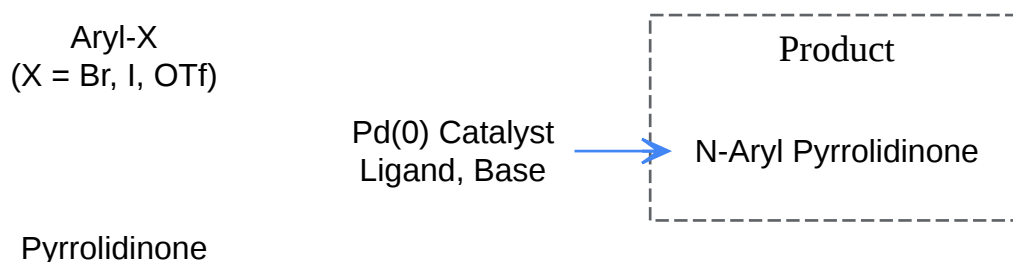 Aryl-X
(X = Br, I, OTf)
Pyrrolidinone
Pd(0) Catalyst
Ligand, Base
Product
N-Aryl Pyrrolidinone